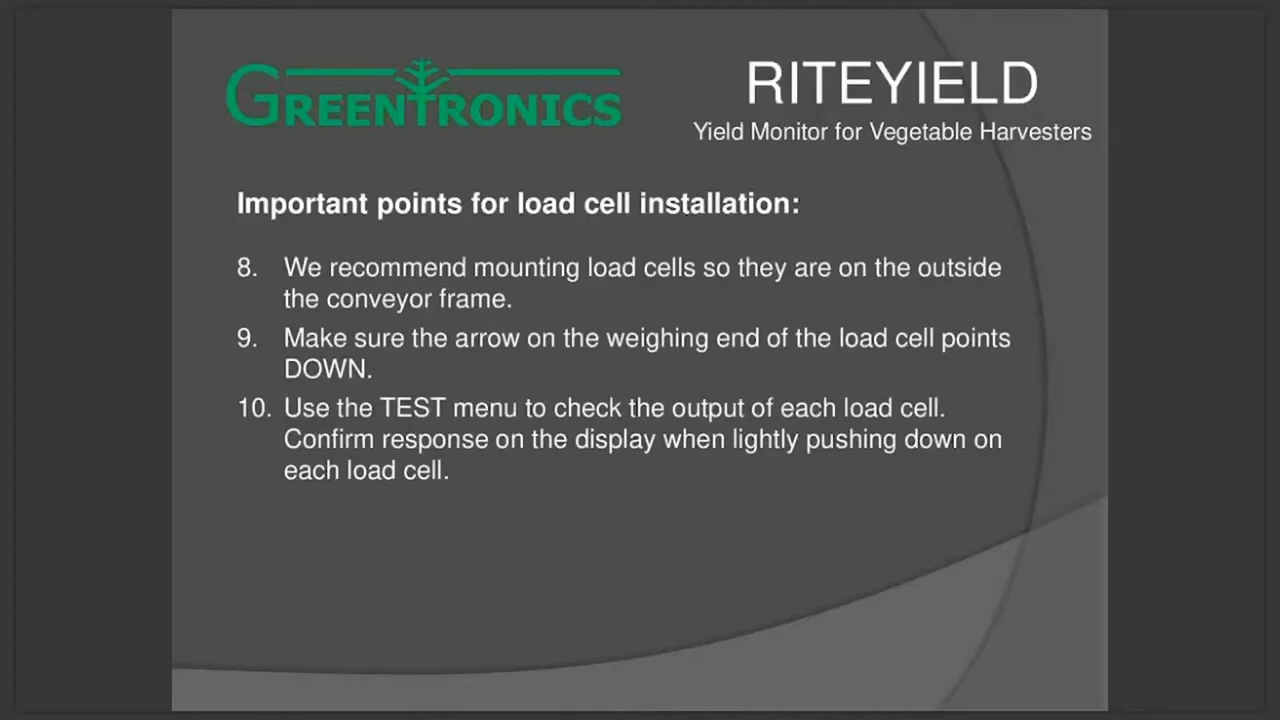 GREENTRONICS
RITEYIELD
Yield Monitor for Vegetable Harvesters
Important points for load cell installation:
8. We recommend mounting load cells so they are on the outside
the conveyor frame.
9. Make sure the arrow on the weighing end of the load cell points
DOWN.
10. Use the TEST menu to check the output of each load cell.
Confirm response on the display when lightly pushing down on
each load cell.